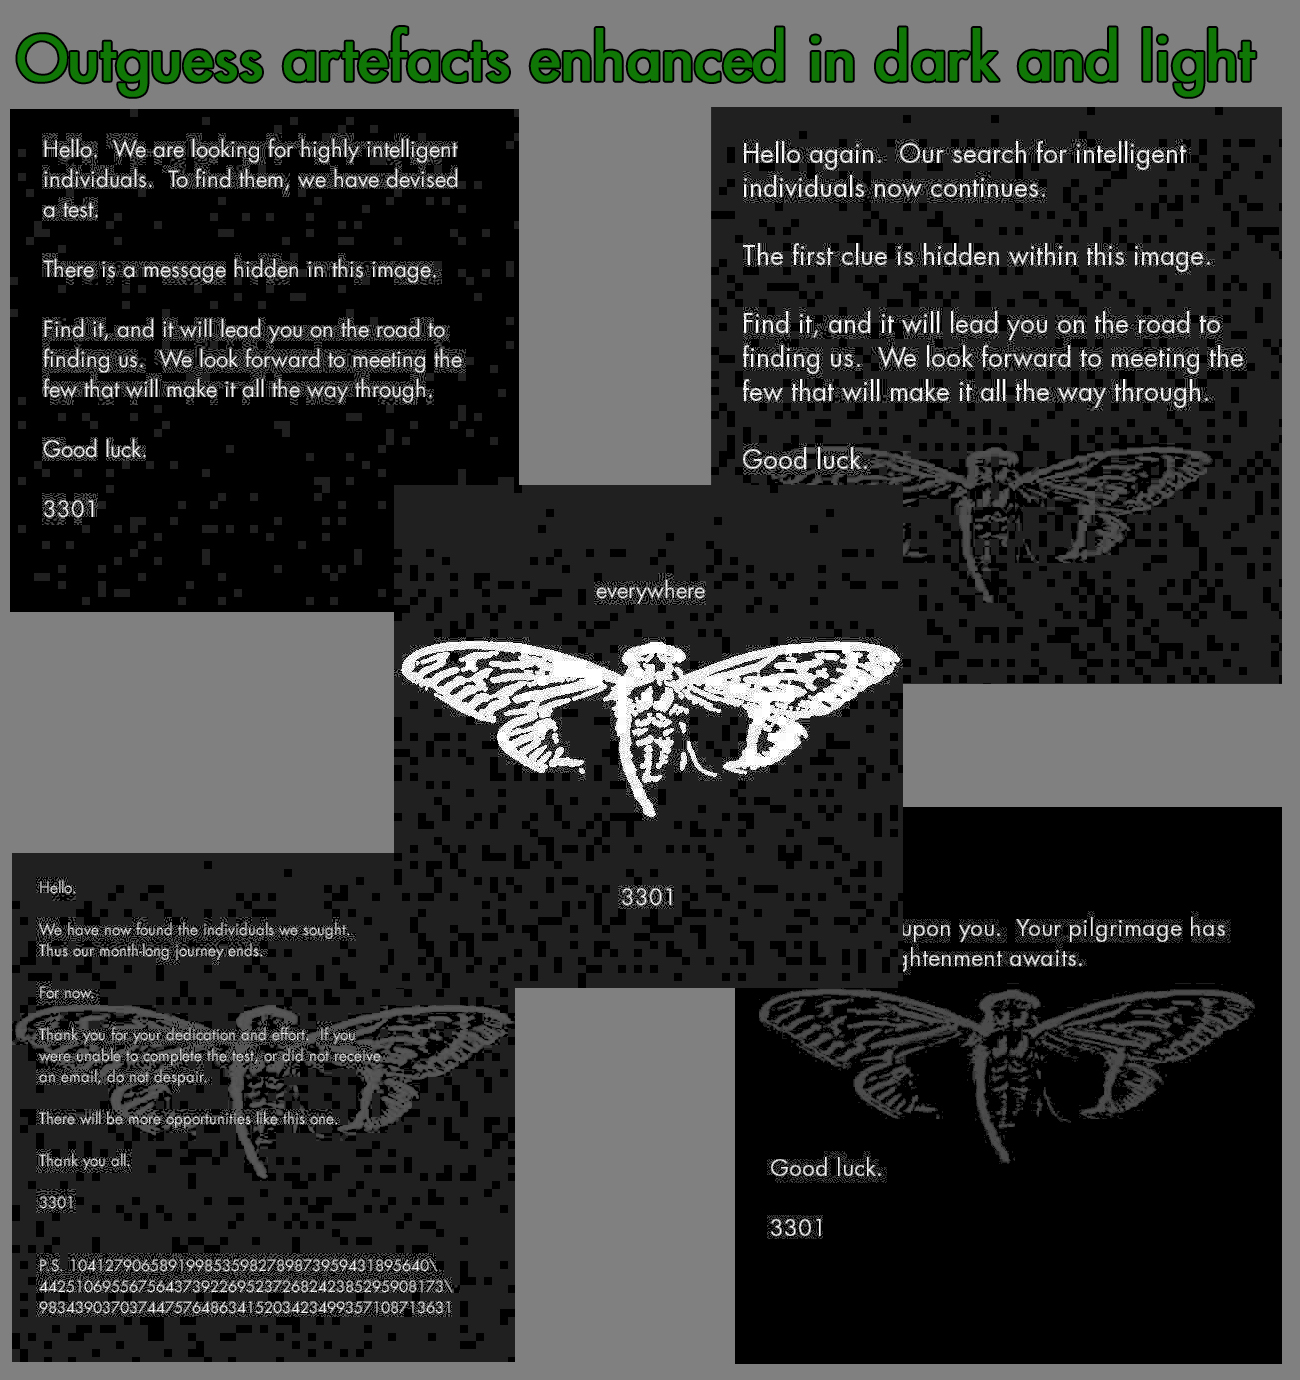 Outguess artefacts enhanced in dark and light
Hello.  We are looking for highly intelligent
individuals.  To find them, we have devised
a test.
There is a message hidden in this image.
Find it, and it will lead you on the road to
finding us.  We look forward to meeting the
few that will make it all the way through.
Good luck.
3301
Hello again.  Our search for intelligent
individuals now continues.
The first clue is hidden within this image.
Find it, and it will lead you on the road to
finding us.  We look forward to meeting the
few that will make it all the way through.
Good luck.
everywhere
3301
Hello.
We have now found the individuals we sought.
Thus our month-long journey ends.
For now.
Thank you for your dedication and effort.  If you
were unable to complete the test, or did not receive
an email, do not despair.
There will be more opportunities like this one.
Thank you all.
3301
P.S. 1041279065891998535982789873959431895640\
442510695567564373922695237268242385295908173\
9834390370374475764863415203423499357108713631
upon you.  Your pilgrimage has
ghtenment awaits.
Good luck.
3301